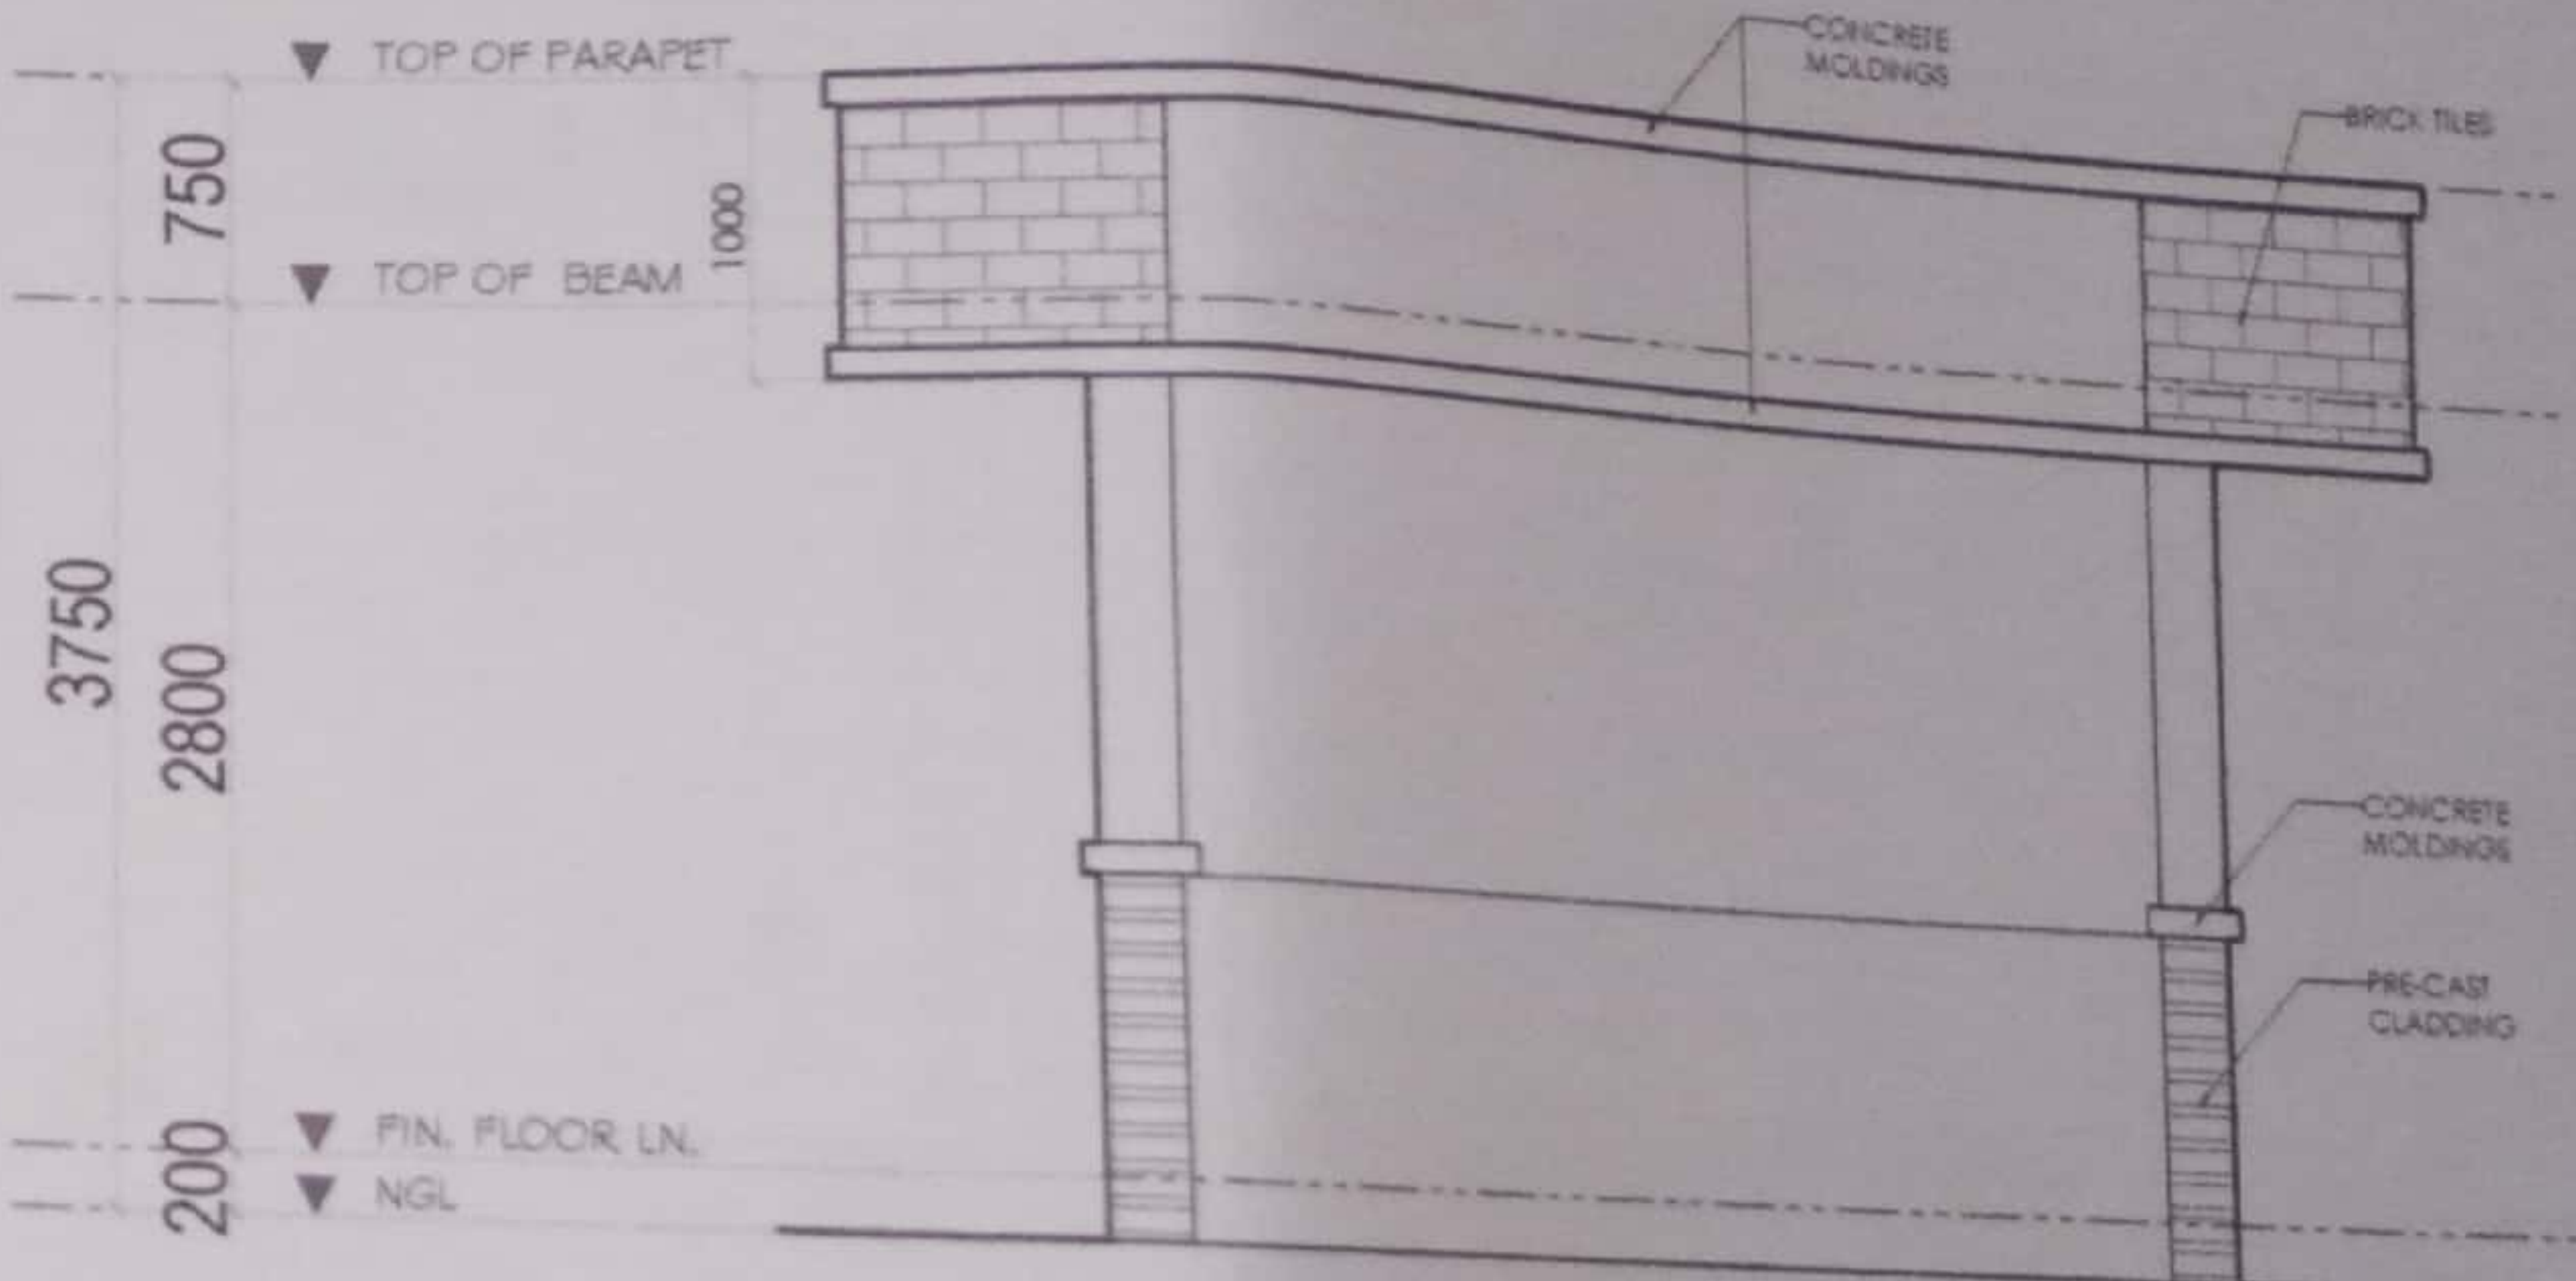 TOP OF PARAPET
CONCRETE
MOLDINGS
BRICK TILES
750
1000
TOP OF BEAM
3750
2800
CONCRETE
MOLDINGS
PRE-CAST
CLADDING
FIN. FLOOR LN.
200
NGL